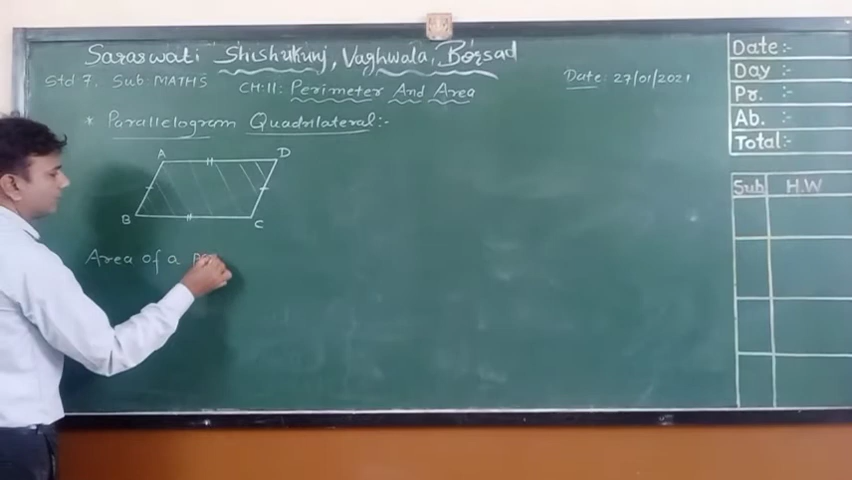 Saraswati Shishukunj, Vaghwala, Borsad
Std 7. Sub: MATHS CH:11: Perimeter And Area Date: 27/01/2021
* Parallelogram Quadrilateral:-
A D
B C
Area of a
Date:-
Day :-
Pr. :-
Ab. :-
Total:-
Sub H.W